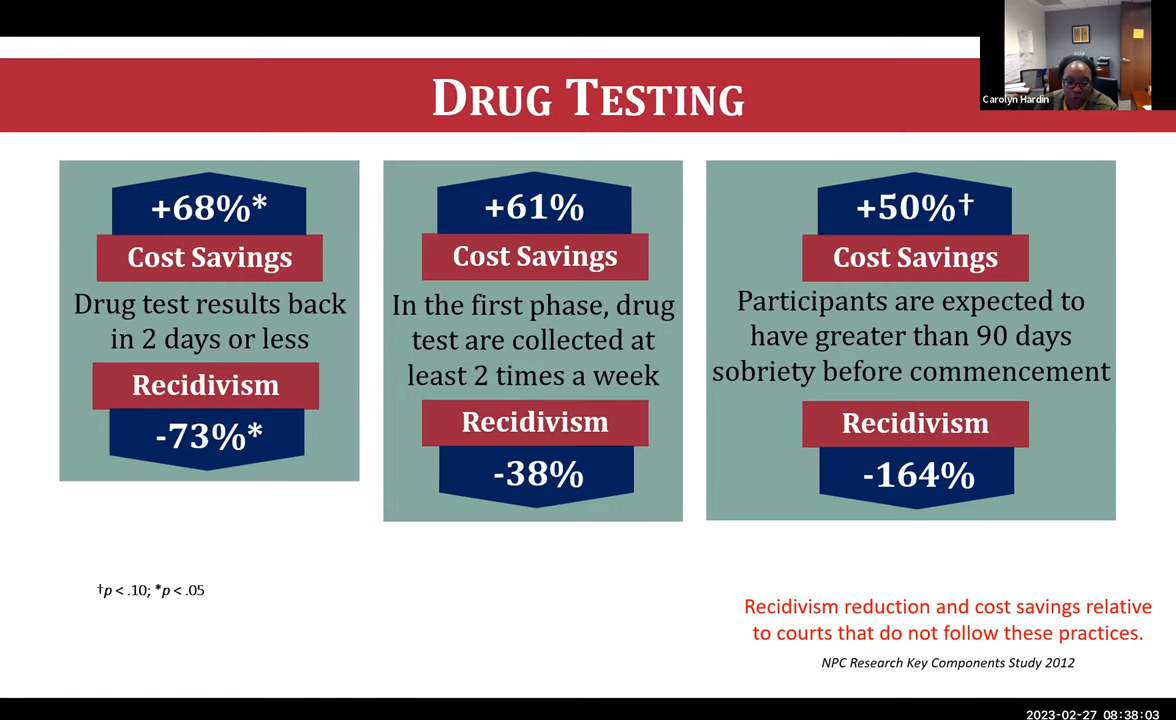 DRUG TESTING
Carolyn Hardin
+68%*
Cost Savings
Drug test results back
in 2 days or less
Recidivism
-73%*
+61%
Cost Savings
In the first phase, drug
test are collected at
least 2 times a week
Recidivism
-38%
+50%†
Cost Savings
Participants are expected to
have greater than 90 days
sobriety before commencement
Recidivism
-164%
†p < .10; *p < .05
Recidivism reduction and cost savings relative
to courts that do not follow these practices.
NPC Research Key Components Study 2012
2023-02-27 08:38:03